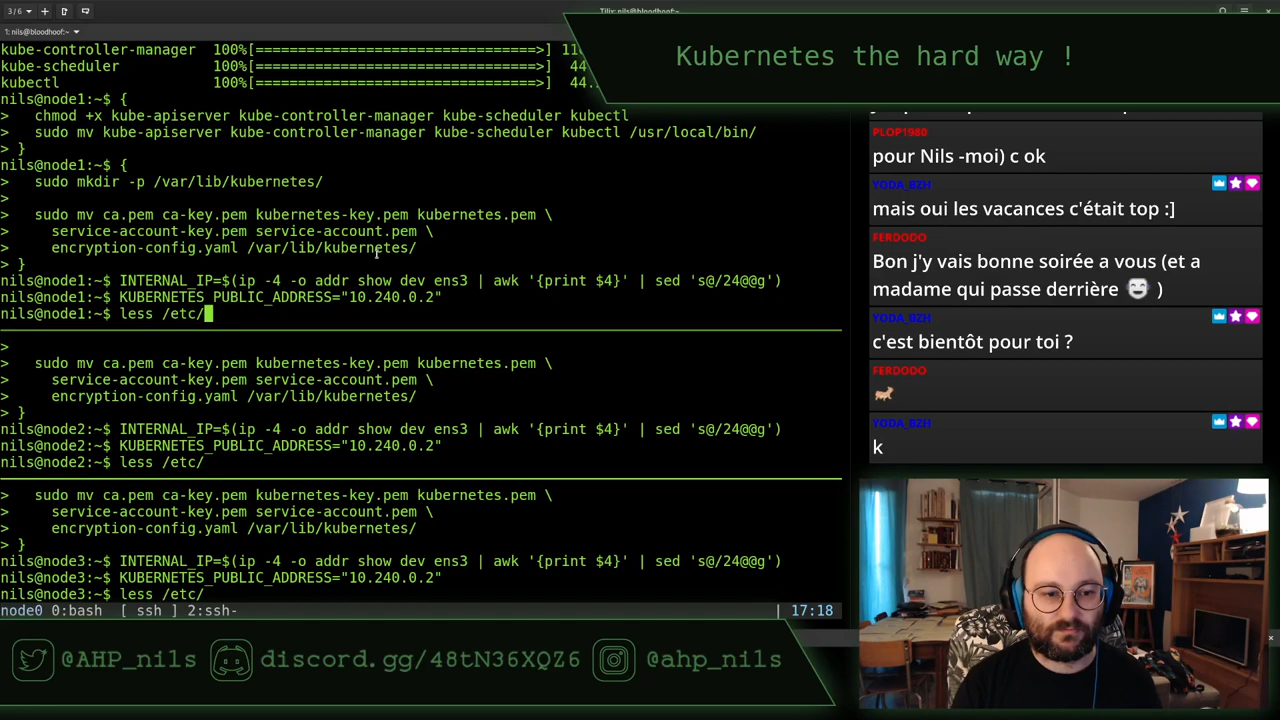 3/6
Tilix: nils@bloodhoof:~
1: nils@bloodhoof:~
kube-controller-manager  100%[=================================>]
kube-scheduler           100%[=================================>]  44.
kubectl                  100%[=================================>]  44.
nils@node1:~$ {
>   chmod +x kube-apiserver kube-controller-manager kube-scheduler kubectl
>   sudo mv kube-apiserver kube-controller-manager kube-scheduler kubectl /usr/local/bin/
> }
nils@node1:~$ {
>   sudo mkdir -p /var/lib/kubernetes/
>
>   sudo mv ca.pem ca-key.pem kubernetes-key.pem kubernetes.pem \
>     service-account-key.pem service-account.pem \
>     encryption-config.yaml /var/lib/kubernetes/
> }
nils@node1:~$ INTERNAL_IP=$(ip -4 -o addr show dev ens3 | awk '{print $4}' | sed 's@/24@@g')
nils@node1:~$ KUBERNETES_PUBLIC_ADDRESS="10.240.0.2"
nils@node1:~$ less /etc/
>
>   sudo mv ca.pem ca-key.pem kubernetes-key.pem kubernetes.pem \
>     service-account-key.pem service-account.pem \
>     encryption-config.yaml /var/lib/kubernetes/
> }
nils@node2:~$ INTERNAL_IP=$(ip -4 -o addr show dev ens3 | awk '{print $4}' | sed 's@/24@@g')
nils@node2:~$ KUBERNETES_PUBLIC_ADDRESS="10.240.0.2"
nils@node2:~$ less /etc/
>   sudo mv ca.pem ca-key.pem kubernetes-key.pem kubernetes.pem \
>     service-account-key.pem service-account.pem \
>     encryption-config.yaml /var/lib/kubernetes/
> }
nils@node3:~$ INTERNAL_IP=$(ip -4 -o addr show dev ens3 | awk '{print $4}' | sed 's@/24@@g')
nils@node3:~$ KUBERNETES_PUBLIC_ADDRESS="10.240.0.2"
nils@node3:~$ less /etc/
node0 0:bash  [ ssh ] 2:ssh-  | 17:18
Kubernetes the hard way !
PLOP1980
pour Nils -moi) c ok
YODA_BZH
mais oui les vacances c'était top :]
FERDODO
Bon j'y vais bonne soirée a vous (et a
madame qui passe derrière )
YODA_BZH
c'est bientôt pour toi ?
FERDODO
YODA_BZH
k
@AHP_nils
discord.gg/48tN36XQZ6
@ahp_nils